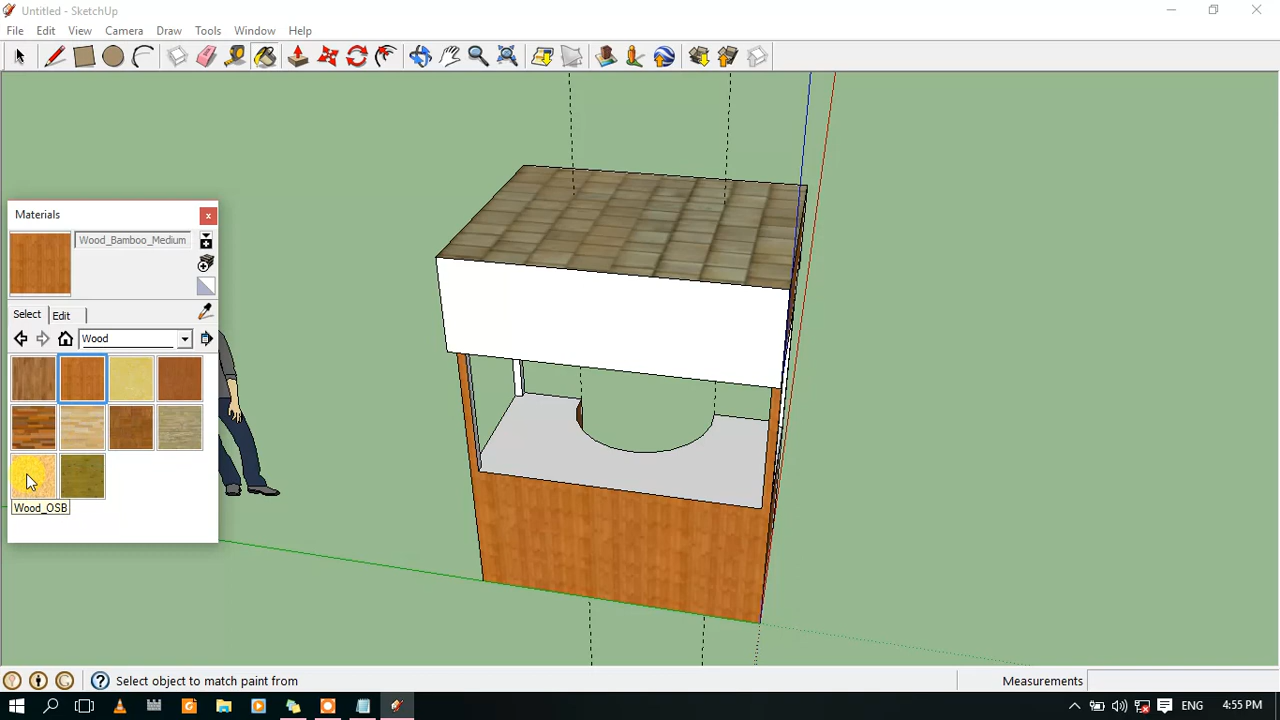 Untitled - SketchUp
File Edit View Camera Draw Tools Window Help
Materials
Wood_Bamboo_Medium
Select Edit
Wood
Wood_OSB
Select object to match paint from
Measurements
ENG 4:55 PM